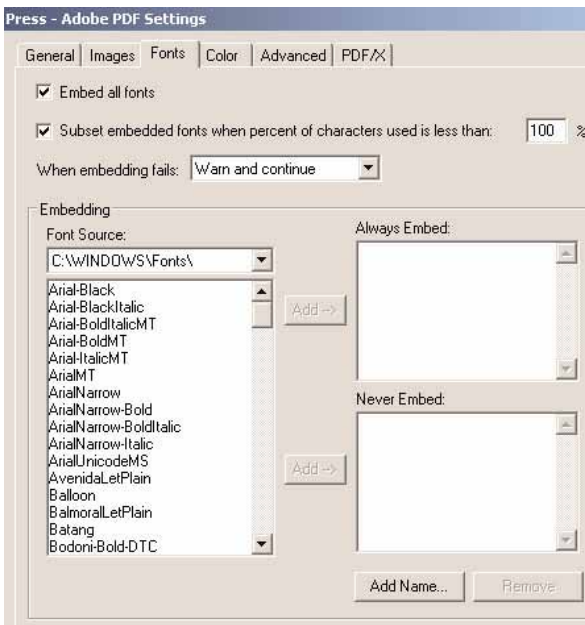 Press - Adobe PDF Settings
General Images Fonts Color Advanced PDF/X
Embed all fonts
Subset embedded fonts when percent of characters used is less than: 100 %
When embedding fails: Warn and continue
Embedding
Font Source:
C:\WINDOWS\Fonts\
Arial-Black
Arial-BlackItalic
Arial-BoldItalicMT
Arial-BoldMT
Arial-ItalicMT
ArialMT
ArialNarrow
ArialNarrow-Bold
ArialNarrow-BoldItalic
ArialNarrow-Italic
ArialUnicodeMS
AvenidaLetPlain
Balloon
BalmoralLetPlain
Batang
Bodoni-Bold-DTC
Add ->
Add ->
Always Embed:
Never Embed:
Add Name... Remove